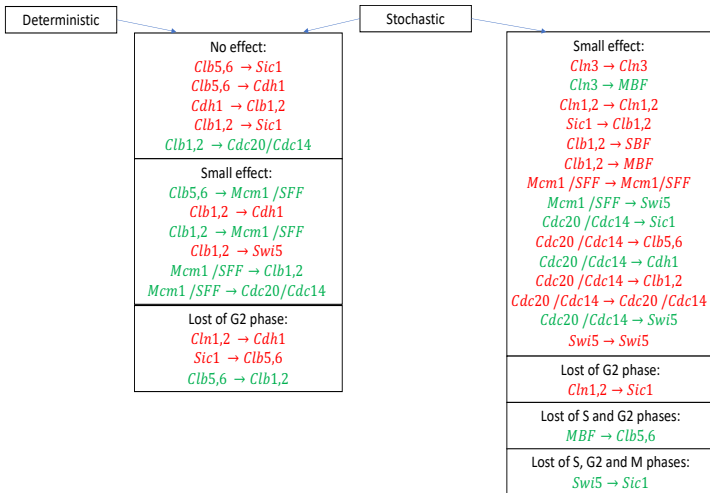 Deterministic
Stochastic
No effect:
Clb5,6 → Sic1
Clb5,6 → Cdh1
Cdh1 → Clb1,2
Clb1,2 → Sic1
Clb1,2 → Cdc20/Cdc14
Small effect:
Clb5,6 → Mcm1 /SFF
Clb1,2 → Cdh1
Clb1,2 → Mcm1 /SFF
Clb1,2 → Swi5
Mcm1 /SFF → Clb1,2
Mcm1 /SFF → Cdc20/Cdc14
Lost of G2 phase:
Cln1,2 → Cdh1
Sic1 → Clb5,6
Clb5,6 → Clb1,2
Small effect:
Cln3 → Cln3
Cln3 → MBF
Cln1,2 → Cln1,2
Sic1 → Clb1,2
Clb1,2 → SBF
Clb1,2 → MBF
Mcm1 /SFF → Mcm1/SFF
Mcm1 /SFF → Swi5
Cdc20 /Cdc14 → Sic1
Cdc20 /Cdc14 → Clb5,6
Cdc20 /Cdc14 → Cdh1
Cdc20 /Cdc14 → Clb1,2
Cdc20 /Cdc14 → Cdc20 /Cdc14
Cdc20 /Cdc14 → Swi5
Swi5 → Swi5
Lost of G2 phase:
Cln1,2 → Sic1
Lost of S and G2 phases:
MBF → Clb5,6
Lost of S, G2 and M phases:
Swi5 → Sic1